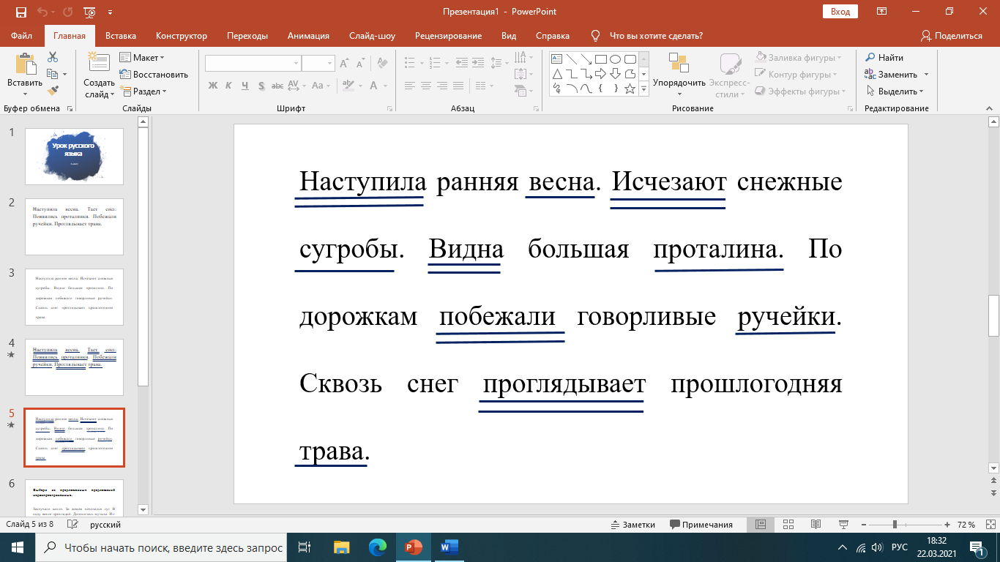 Презентация1 - PowerPoint
Вход
Файл Главная Вставка Конструктор Переходы Анимация Слайд-шоу Рецензирование Вид Справка Что вы хотите сделать? Поделиться
Вставить
Создать слайд
Макет
Восстановить
Раздел
Ж К Ч S abc AV Aa А
Упорядочить
Экспресс-стили
Заливка фигуры
Контур фигуры
Эффекты фигуры
Найти
Заменить
Выделить
Буфер обмена Слайды Шрифт Абзац Рисование Редактирование
1
Урок русского
языка
2
Наступила весна. Тает снег.
Появились проталинки. Побежали
ручейки. Проглядывает трава.
3
Наступила ранняя весна. Исчезают снежные
сугробы. Видна большая проталина. По
дорожкам побежали говорливые ручейки.
Сквозь снег проглядывает прошлогодняя
трава.
4
Наступила весна. Тает снег.
Появились проталинки. Побежали
ручейки. Проглядывает трава.
5
Наступила ранняя весна. Исчезают снежные
сугробы. Видна большая проталина. По
дорожкам побежали говорливые ручейки.
Сквозь снег проглядывает прошлогодняя
трава.
6
Выбери из предложенных предложений
нераспространенные.
Наступила ранняя весна. Исчезают снежные
сугробы. Видна большая проталина. По
дорожкам побежали говорливые ручейки.
Сквозь снег проглядывает прошлогодняя
трава.
Слайд 5 из 8 русский Заметки Примечания 72 %
Чтобы начать поиск, введите здесь запрос
РУС
18:32
22.03.2021
1